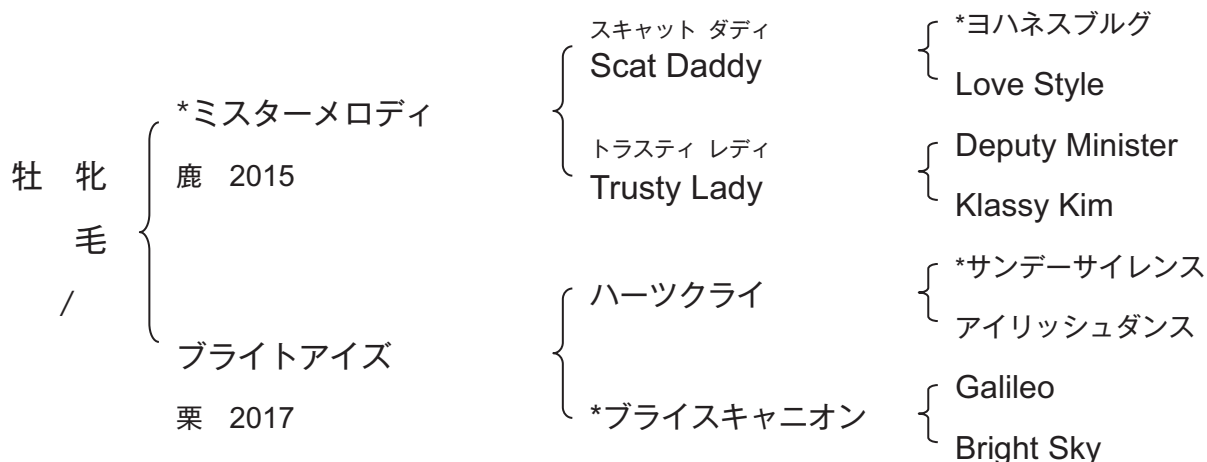 牡 牝
毛
/
*ミスターメロディ
鹿 2015
ブライトアイズ
栗 2017
スキャット ダディ
Scat Daddy
トラスティ レディ
Trusty Lady
ハーツクライ
*ブライスキャニオン
*ヨハネスブルグ
Love Style
Deputy Minister
Klassy Kim
*サンデーサイレンス
アイリッシュダンス
Galileo
Bright Sky